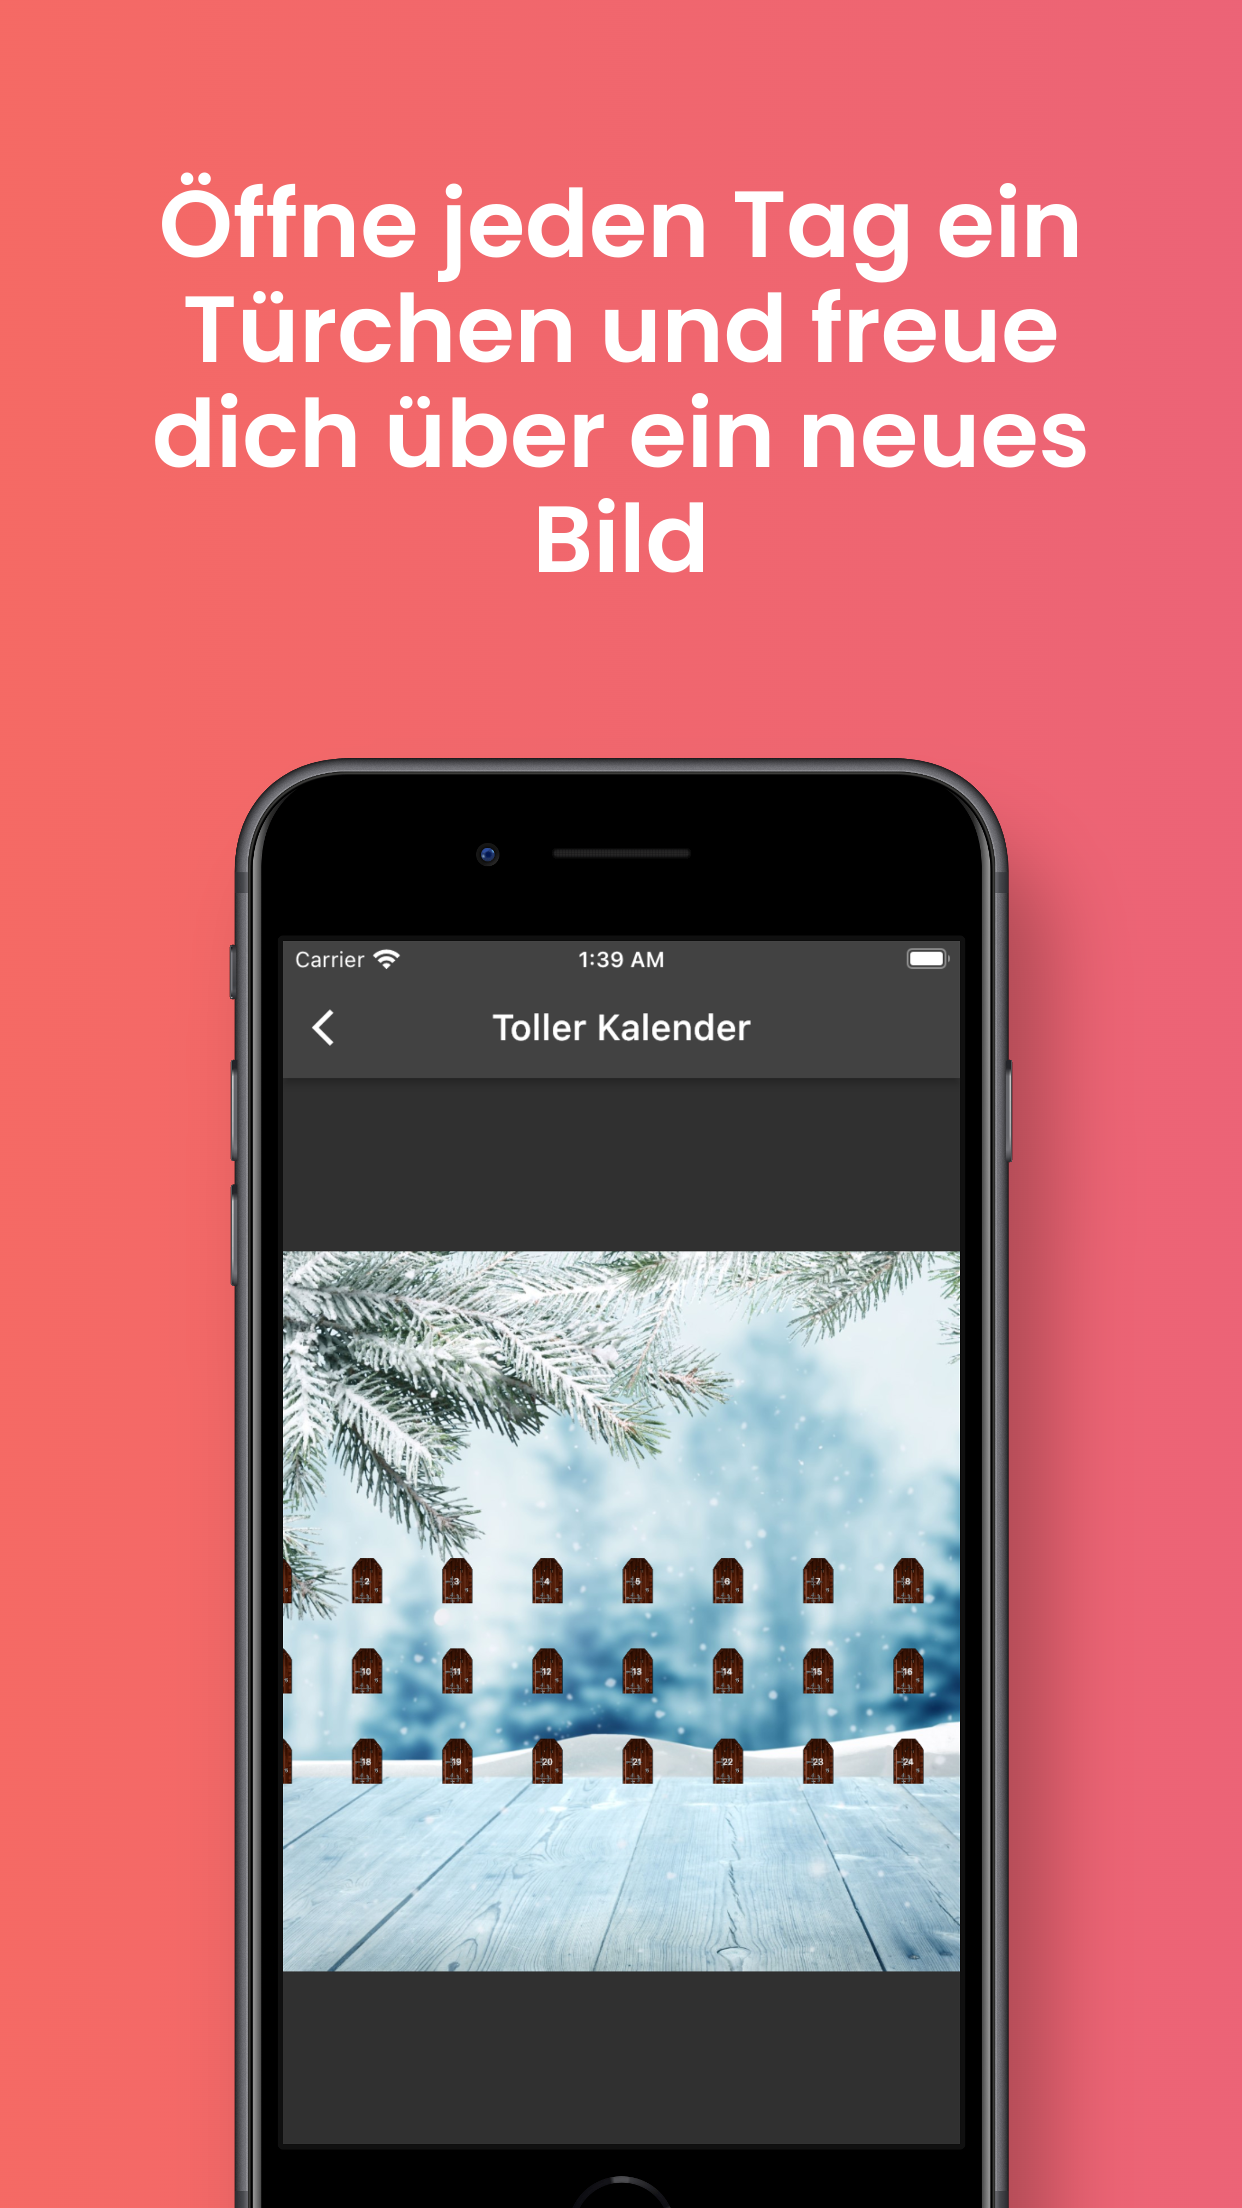 Öffne jeden Tag ein
Türchen und freue
dich über ein neues
Bild
Carrier 1:39 AM
Toller Kalender
2 3 4 5 6 7 8
10 11 12 13 14 15 16
18 19 20 21 22 23 24